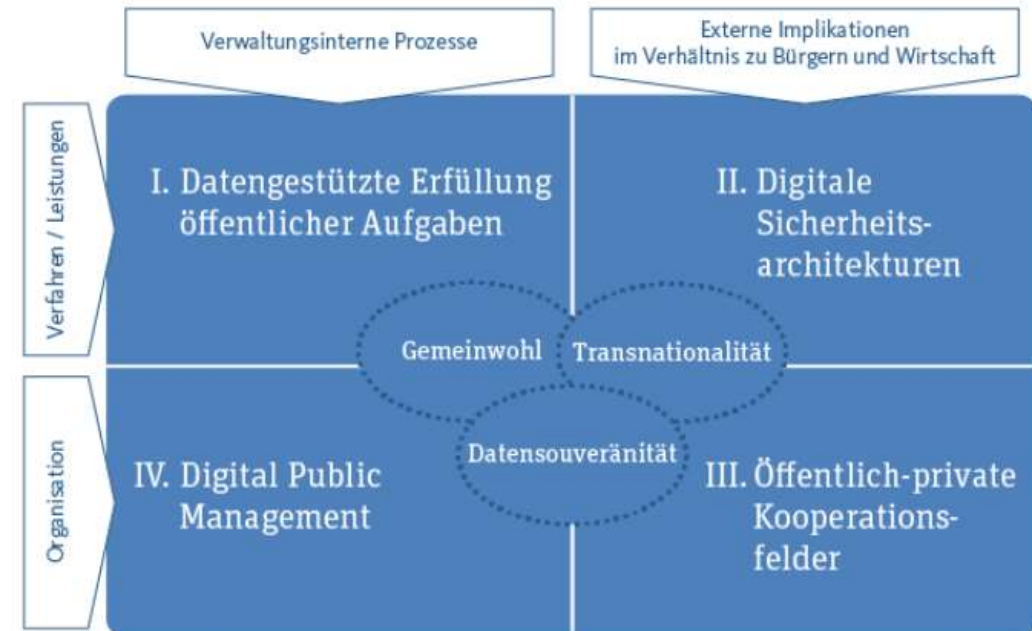 Verwaltungsinterne Prozesse
Externe Implikationen
im Verhältnis zu Bürgern und Wirtschaft
Verfahren / Leistungen
I. Datengestützte Erfüllung
öffentlicher Aufgaben
II. Digitale
Sicherheits-
architekturen
Gemeinwohl
Transnationalität
Datensouveränität
Organisation
IV. Digital Public
Management
III. Öffentlich-private
Kooperations-
felder